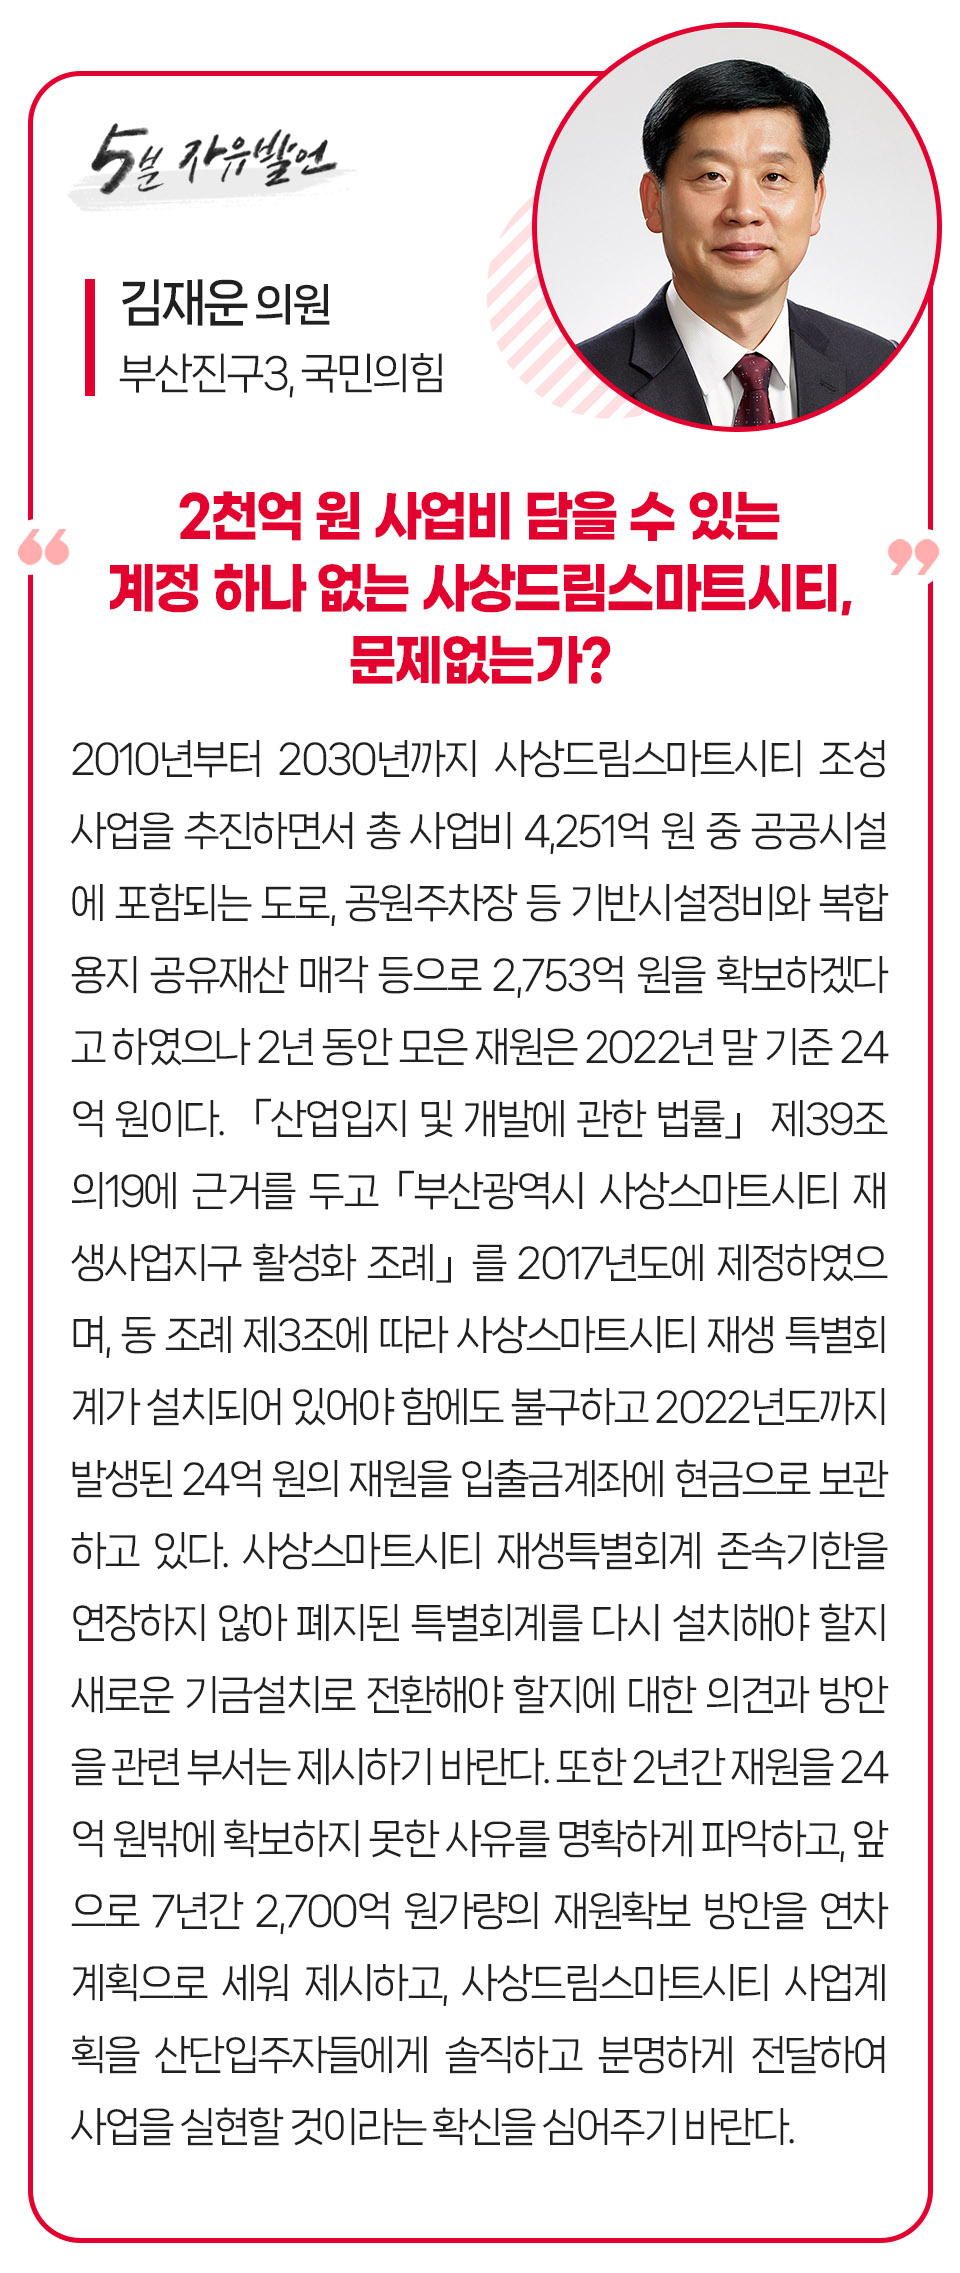 5분 자유발언
김재운 의원
부산진구3, 국민의힘
“ 2천억 원 사업비 담을 수 있는
계정 하나 없는 사상드림스마트시티, ”
문제없는가?
2010년부터 2030년까지 사상드림스마트시티 조성
사업을 추진하면서 총 사업비 4,251억 원 중 공공시설
에 포함되는 도로, 공원주차장 등 기반시설정비와 복합
용지 공유재산 매각 등으로 2,753억 원을 확보하겠다
고 하였으나 2년 동안 모은 재원은 2022년 말 기준 24
억 원이다. 「산업입지 및 개발에 관한 법률」 제39조
의19에 근거를 두고 「부산광역시 사상스마트시티 재
생사업지구 활성화 조례」를 2017년도에 제정하였으
며, 동 조례 제3조에 따라 사상스마트시티 재생 특별회
계가 설치되어 있어야 함에도 불구하고 2022년도까지
발생된 24억 원의 재원을 입출금계좌에 현금으로 보관
하고 있다. 사상스마트시티 재생특별회계 존속기한을
연장하지 않아 폐지된 특별회계를 다시 설치해야 할지
새로운 기금설치로 전환해야 할지에 대한 의견과 방안
을 관련 부서는 제시하기 바란다. 또한 2년간 재원을 24
억 원밖에 확보하지 못한 사유를 명확하게 파악하고, 앞
으로 7년간 2,700억 원가량의 재원확보 방안을 연차
계획으로 세워 제시하고, 사상드림스마트시티 사업계
획을 산단입주자들에게 솔직하고 분명하게 전달하여
사업을 실현할 것이라는 확신을 심어주기 바란다.